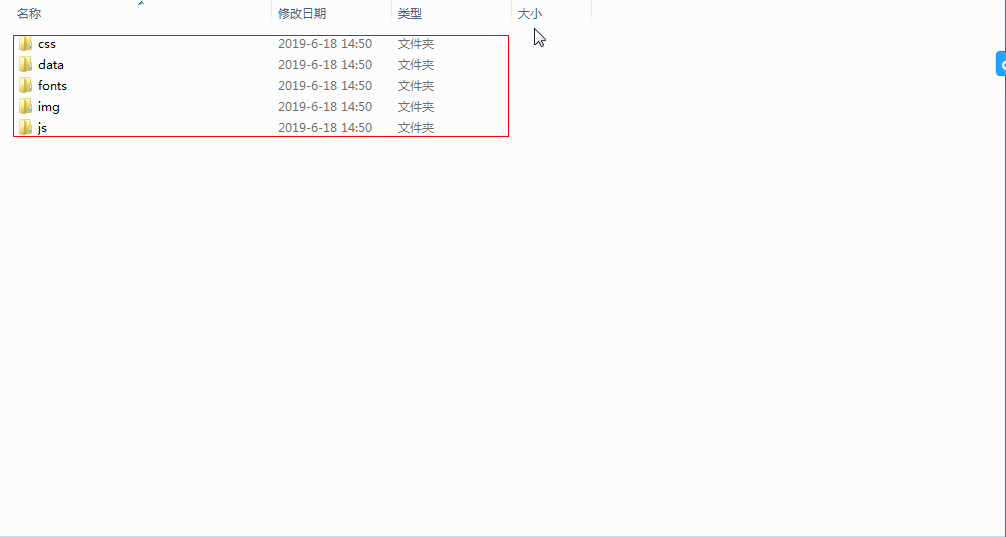 名称 修改日期 类型 大小
css 2019-6-18 14:50 文件夹
data 2019-6-18 14:50 文件夹
fonts 2019-6-18 14:50 文件夹
img 2019-6-18 14:50 文件夹
js 2019-6-18 14:50 文件夹